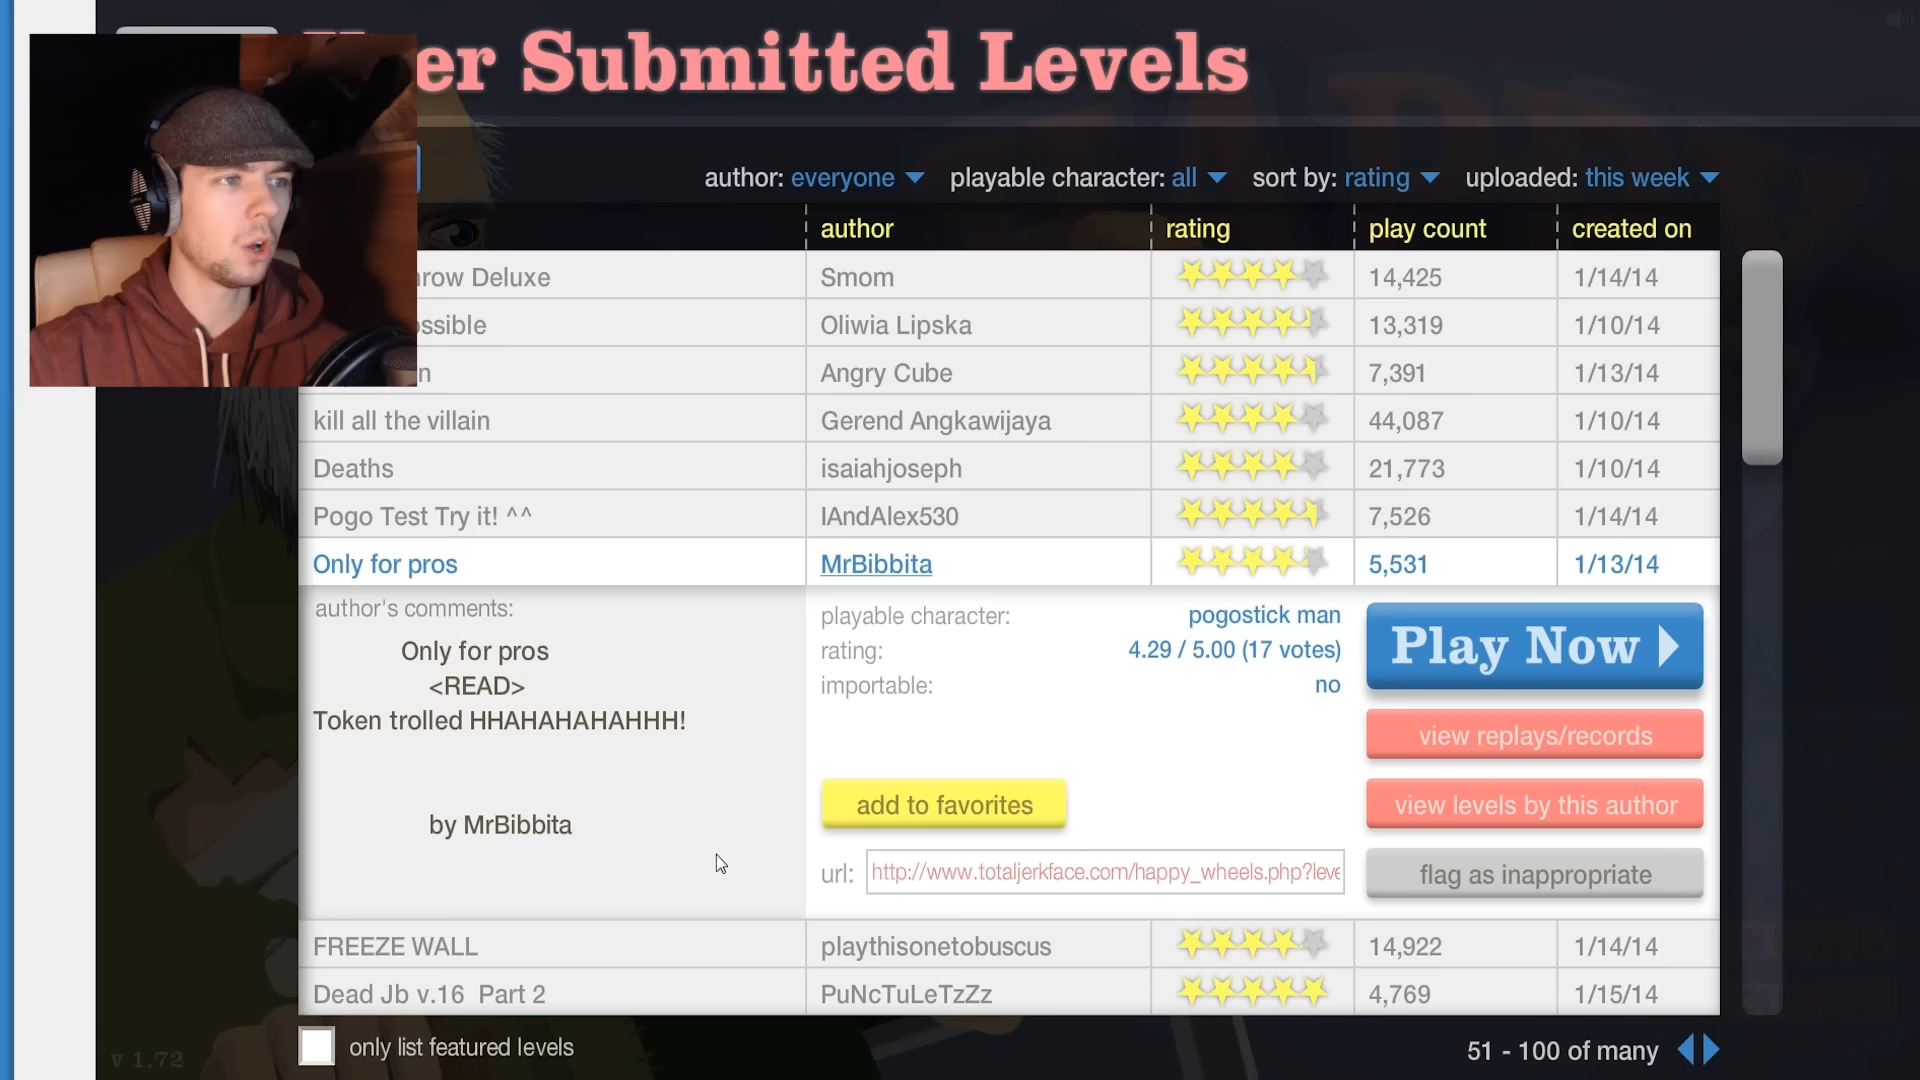 er Submitted Levels
author: everyone playable character: all sort by: rating uploaded: this week
author rating play count created on
row Deluxe Smom 14,425 1/14/14
ossible Oliwia Lipska 13,319 1/10/14
n Angry Cube 7,391 1/13/14
kill all the villain Gerend Angkawijaya 44,087 1/10/14
Deaths isaiahjoseph 21,773 1/10/14
Pogo Test Try it! ^^ IAndAlex530 7,526 1/14/14
Only for pros MrBibbita 5,531 1/13/14
author's comments:
Only for pros
<READ>
Token trolled HHAHAHAHAHHH!
by MrBibbita
playable character: pogostick man
rating: 4.29 / 5.00 (17 votes)
importable: no
add to favorites
url: http://www.totaljerkface.com/happy_wheels.php?leve
Play Now
view replays/records
view levels by this author
flag as inappropriate
FREEZE WALL playthisonetobuscus 14,922 1/14/14
Dead Jb v.16 Part 2 PuNcTuLeTzZz 4,769 1/15/14
only list featured levels
51 - 100 of many
v 1.72